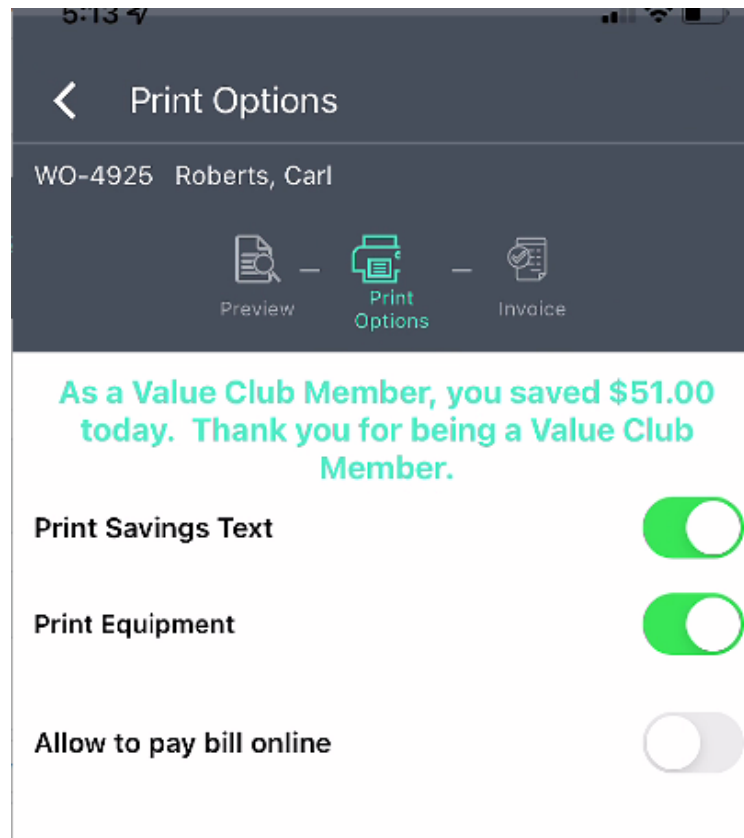 5:13
Print Options
WO-4925 Roberts, Carl
Preview
Print
Options
Invoice
As a Value Club Member, you saved $51.00
today. Thank you for being a Value Club
Member.
Print Savings Text
Print Equipment
Allow to pay bill online